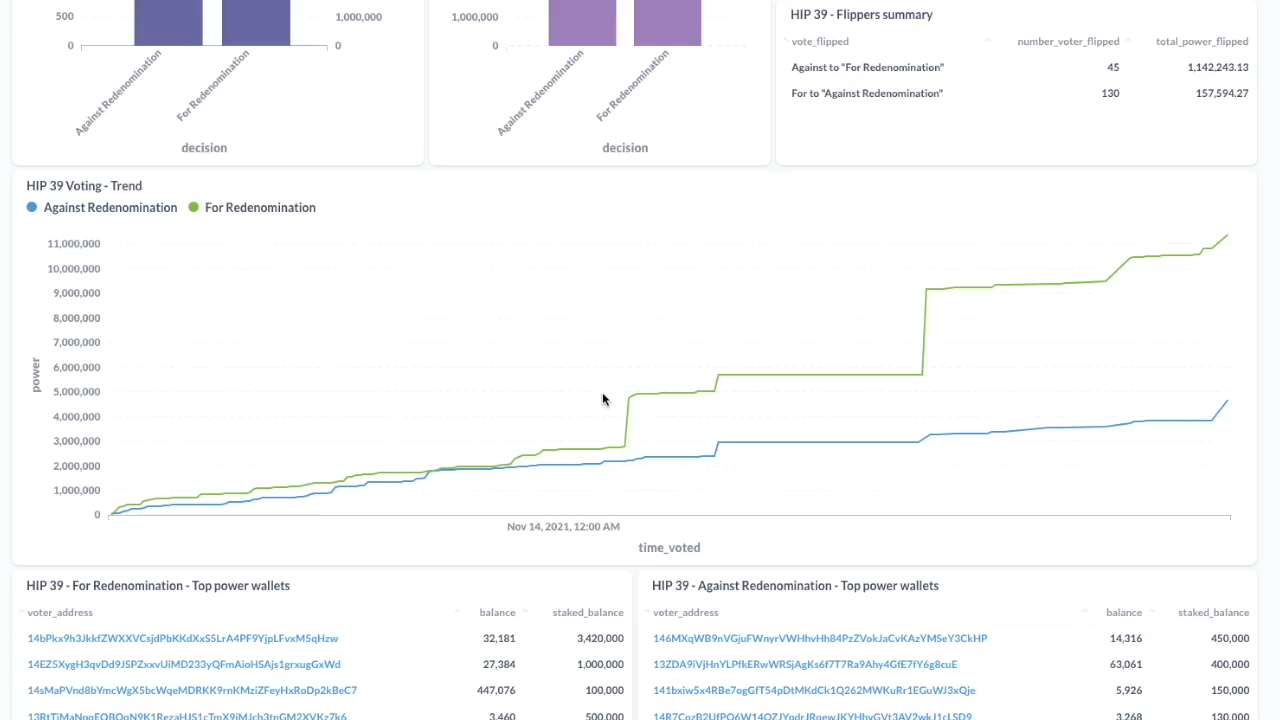 500
0
1,000,000
0
Against Redenomination
For Redenomination
decision
1,000,000
0
Against Redenomination
For Redenomination
decision
HIP 39 - Flippers summary
vote_flipped number_voter_flipped total_power_flipped
Against to "For Redenomination" 45 1,142,243.13
For to "Against Redenomination" 130 157,594.27
HIP 39 Voting - Trend
Against Redenomination For Redenomination
11,000,000
10,000,000
9,000,000
8,000,000
7,000,000
6,000,000
5,000,000
4,000,000
3,000,000
2,000,000
1,000,000
0
power
Nov 14, 2021, 12:00 AM
time_voted
HIP 39 - For Redenomination - Top power wallets
voter_address balance staked_balance
14bPkx9h3JkkfZWXXVCsjdPbKKdXxS5LrA4PF9YjpLFvxM5qHzw 32,181 3,420,000
14EZ5XygH3qvDd9JSPZxxvUiMD233yQFmAioHSAjs1grxugGxWd 27,384 1,000,000
14sMaPVnd8bYmcWgX5bcWqeMDRKK9rnKMziZFeyHxRoDp2kBeC7 447,076 100,000
3,460 500,000
HIP 39 - Against Redenomination - Top power wallets
voter_address balance staked_balance
146MXqWB9nVGjuFWnyrVWHhvHh84PzZVokJaCvKAzYMSeY3CkHP 14,316 450,000
13ZDA9iVjHnYLPfkERwWRSjAgKs6f7T7Ra9Ahy4GfE7fY6g8cuE 63,061 400,000
141bxiw5x4RBe7ogGfT54pDtMKdCk1Q262MWKuRr1EGuWJ3xQje 5,926 150,000
3,268 130,000